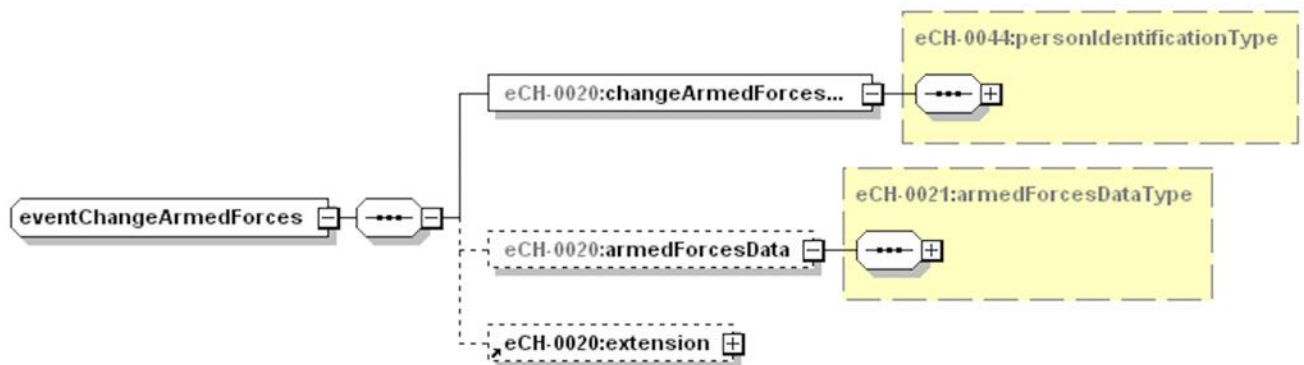 eCH-0044:personIdentificationType
eCH-0020:changeArmedForces...
eCH-0021:armedForcesDataType
eventChangeArmedForces
eCH-0020:armedForcesData
eCH-0020:extension